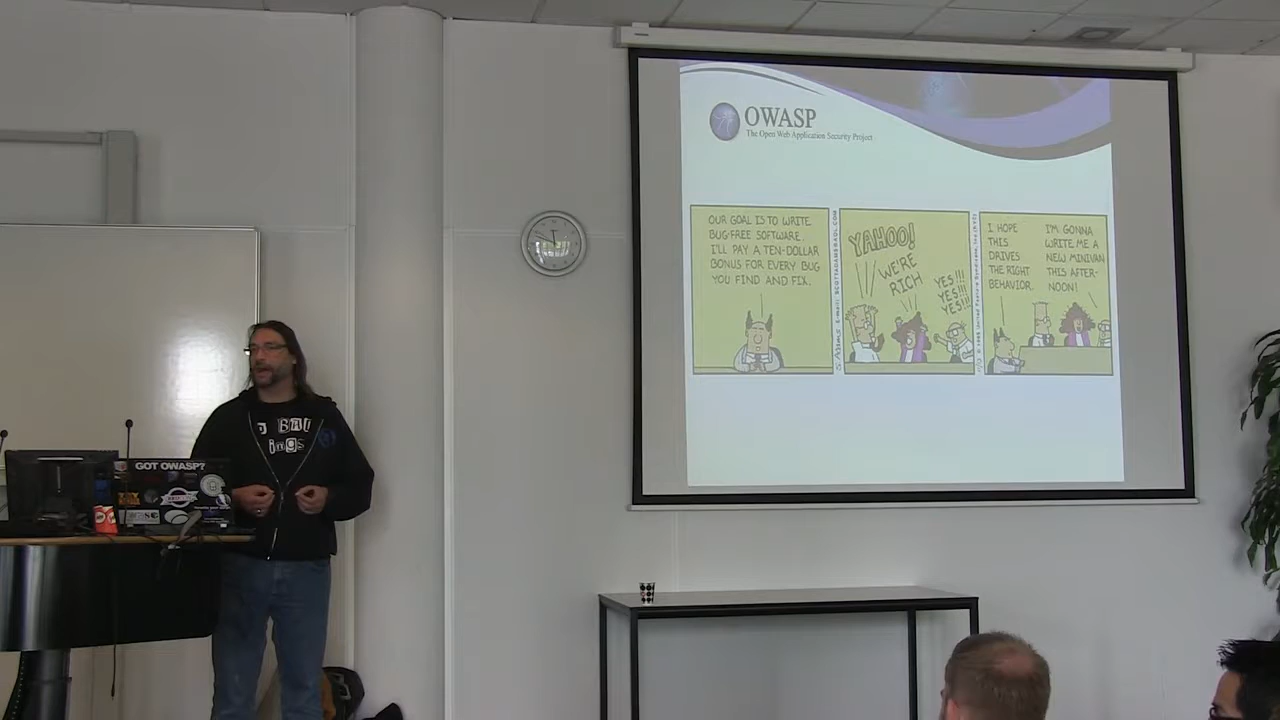 OWASP
The Open Web Application Security Project
OUR GOAL IS TO WRITE
BUG-FREE SOFTWARE.
I'LL PAY A TEN-DOLLAR
BONUS FOR EVERY BUG
YOU FIND AND FIX.
YAHOO!
WE'RE
RICH
YES!!!
YES!!!
YES!!!
I HOPE
THIS
DRIVES
THE RIGHT
BEHAVIOR.
I'M GONNA
WRITE ME A
NEW MINIVAN
THIS AFTER-
NOON!
GOT OWASP?
ings